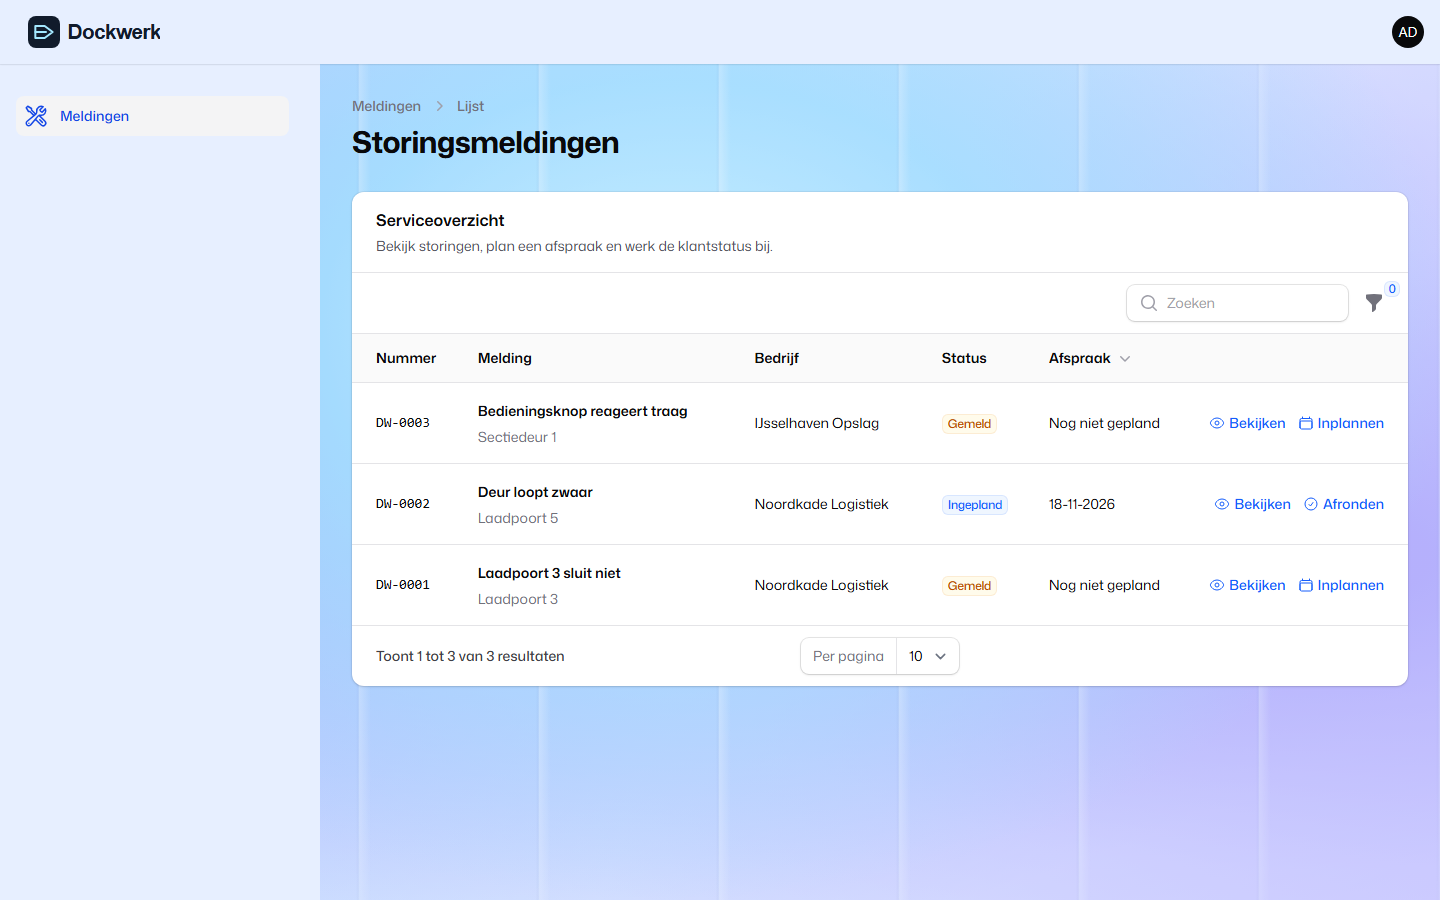 Dockwerk
AD
Meldingen
Meldingen > Lijst
Storingsmeldingen
Serviceoverzicht
Bekijk storingen, plan een afspraak en werk de klantstatus bij.
Zoeken
0
Nummer Melding Bedrijf Status Afspraak
DW-0003 Bedieningsknop reageert traag IJsselhaven Opslag Gemeld Nog niet gepland Bekijken Inplannen
Sectiedeur 1
DW-0002 Deur loopt zwaar Noordkade Logistiek Ingepland 18-11-2026 Bekijken Afronden
Laadpoort 5
DW-0001 Laadpoort 3 sluit niet Noordkade Logistiek Gemeld Nog niet gepland Bekijken Inplannen
Laadpoort 3
Toont 1 tot 3 van 3 resultaten Per pagina 10